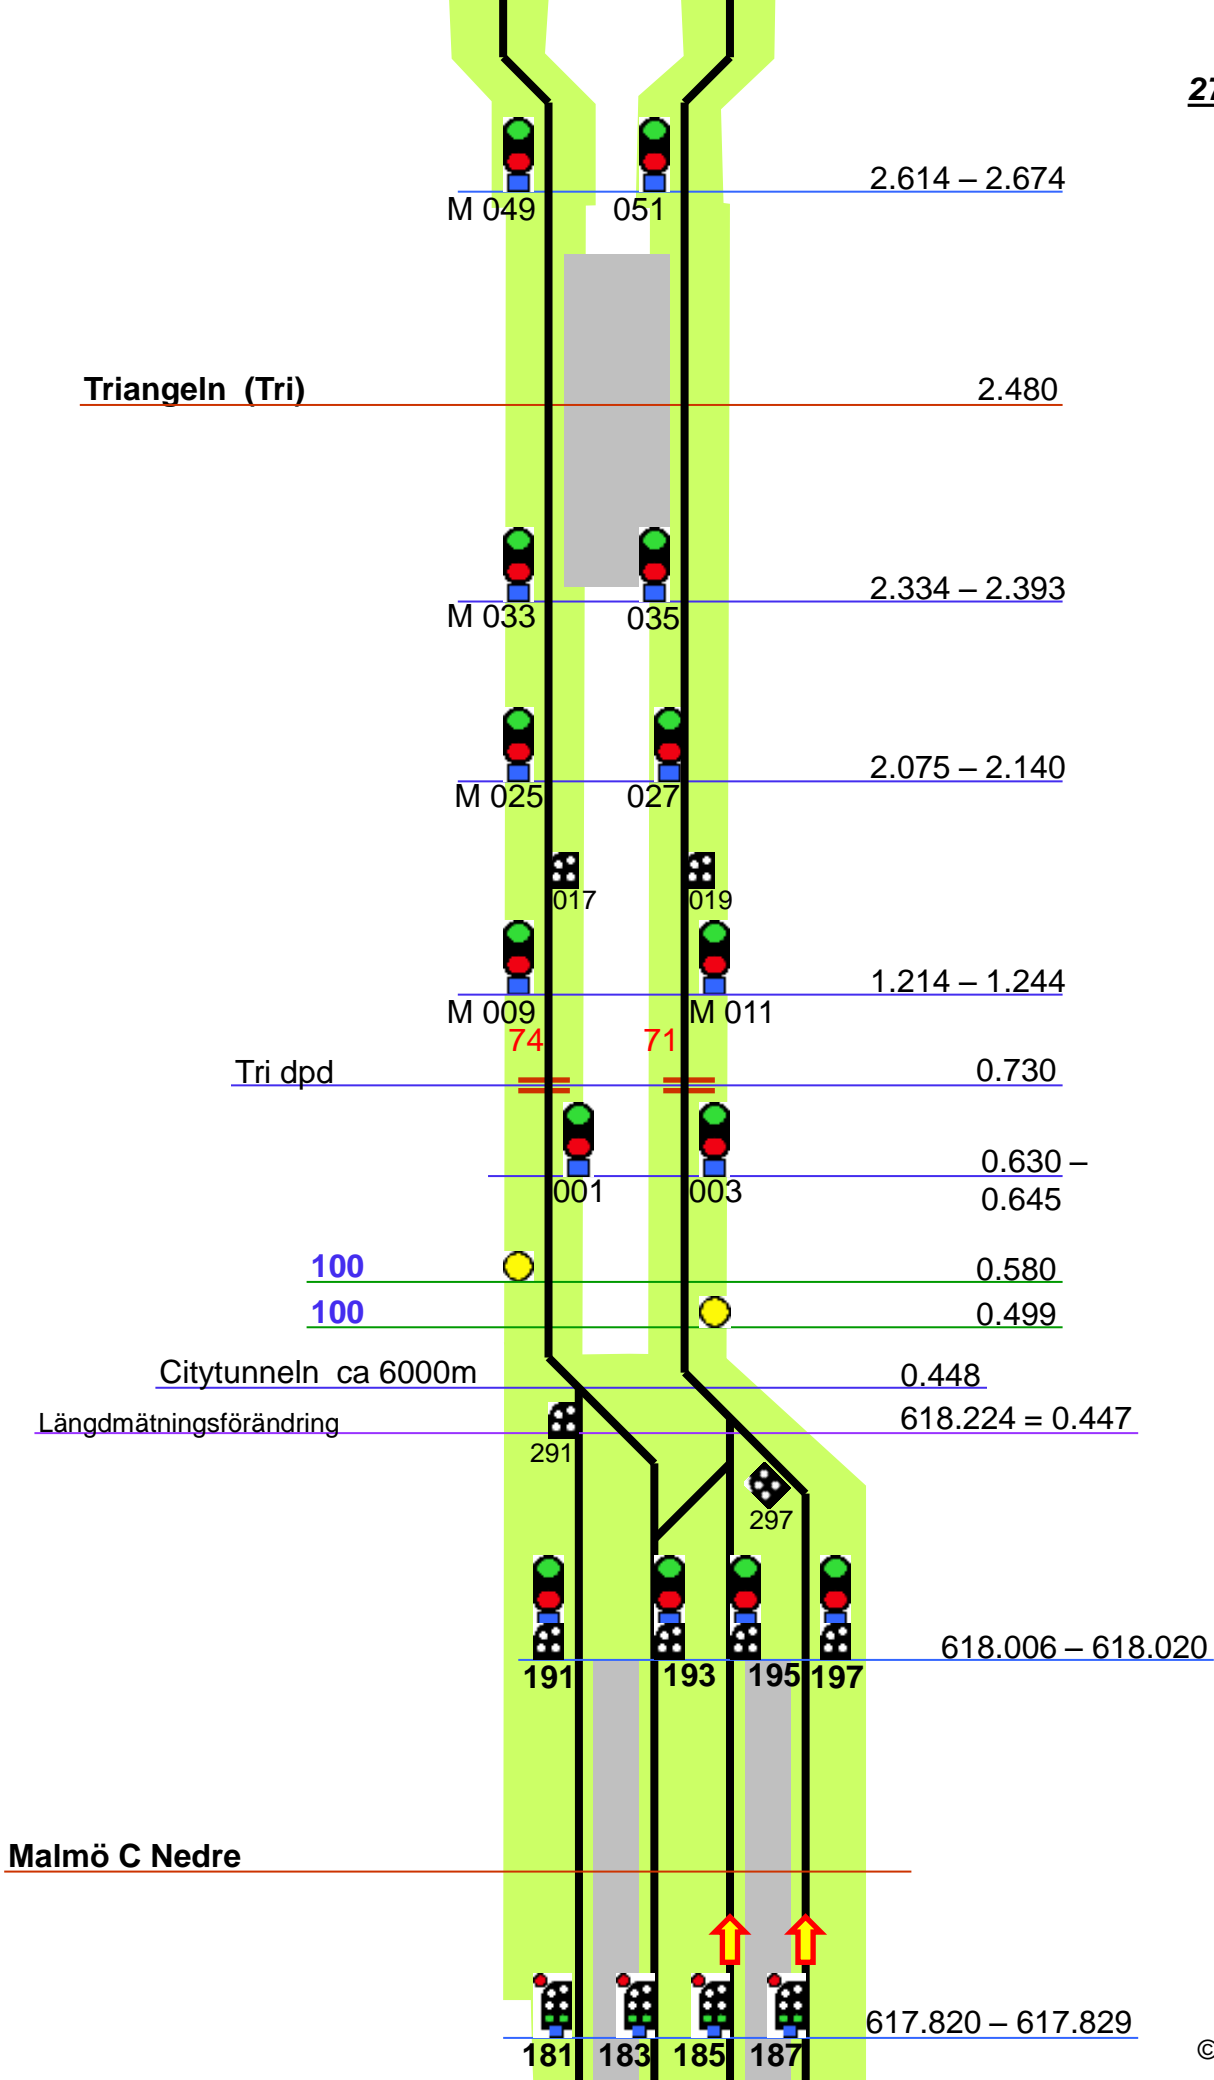 27
2.614 – 2.674
M 049 051
Triangeln (Tri) 2.480
2.334 – 2.393
M 033 035
2.075 – 2.140
M 025 027
017 019
1.214 – 1.244
M 009 M 011
74 71
Tri dpd 0.730
0.630 –
001 003 0.645
100 0.580
100 0.499
Citytunneln ca 6000m 0.448
Längdmätningsförändring 618.224 = 0.447
291
297
618.006 – 618.020
191 193 195 197
Malmö C Nedre
617.820 – 617.829
181 183 185 187
©